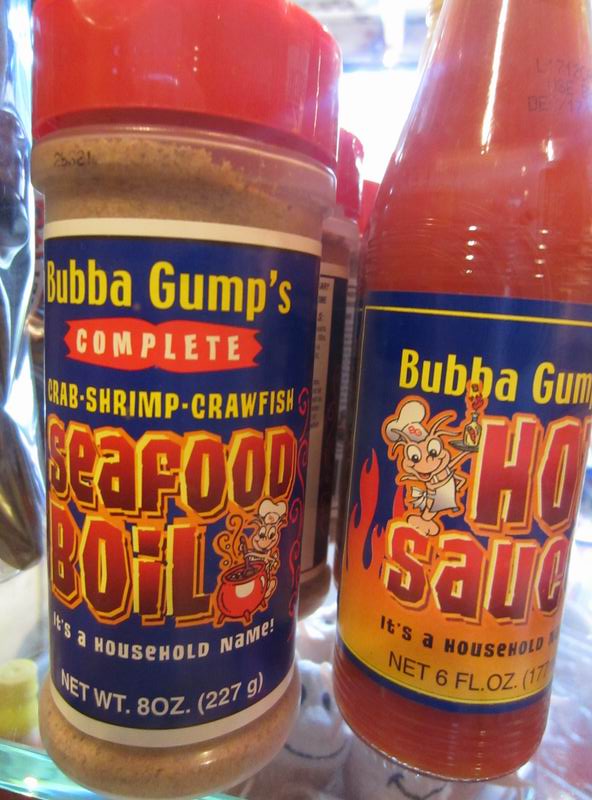 Bubba Gump's
COMPLETE
CRAB-SHRIMP-CRAWFISH
Seafood
Boil
It's a Household Name!
NET WT. 8OZ. (227 g)
Bubba Gum
HO
Sauc
It's a Household
NET 6 FL.OZ. (17